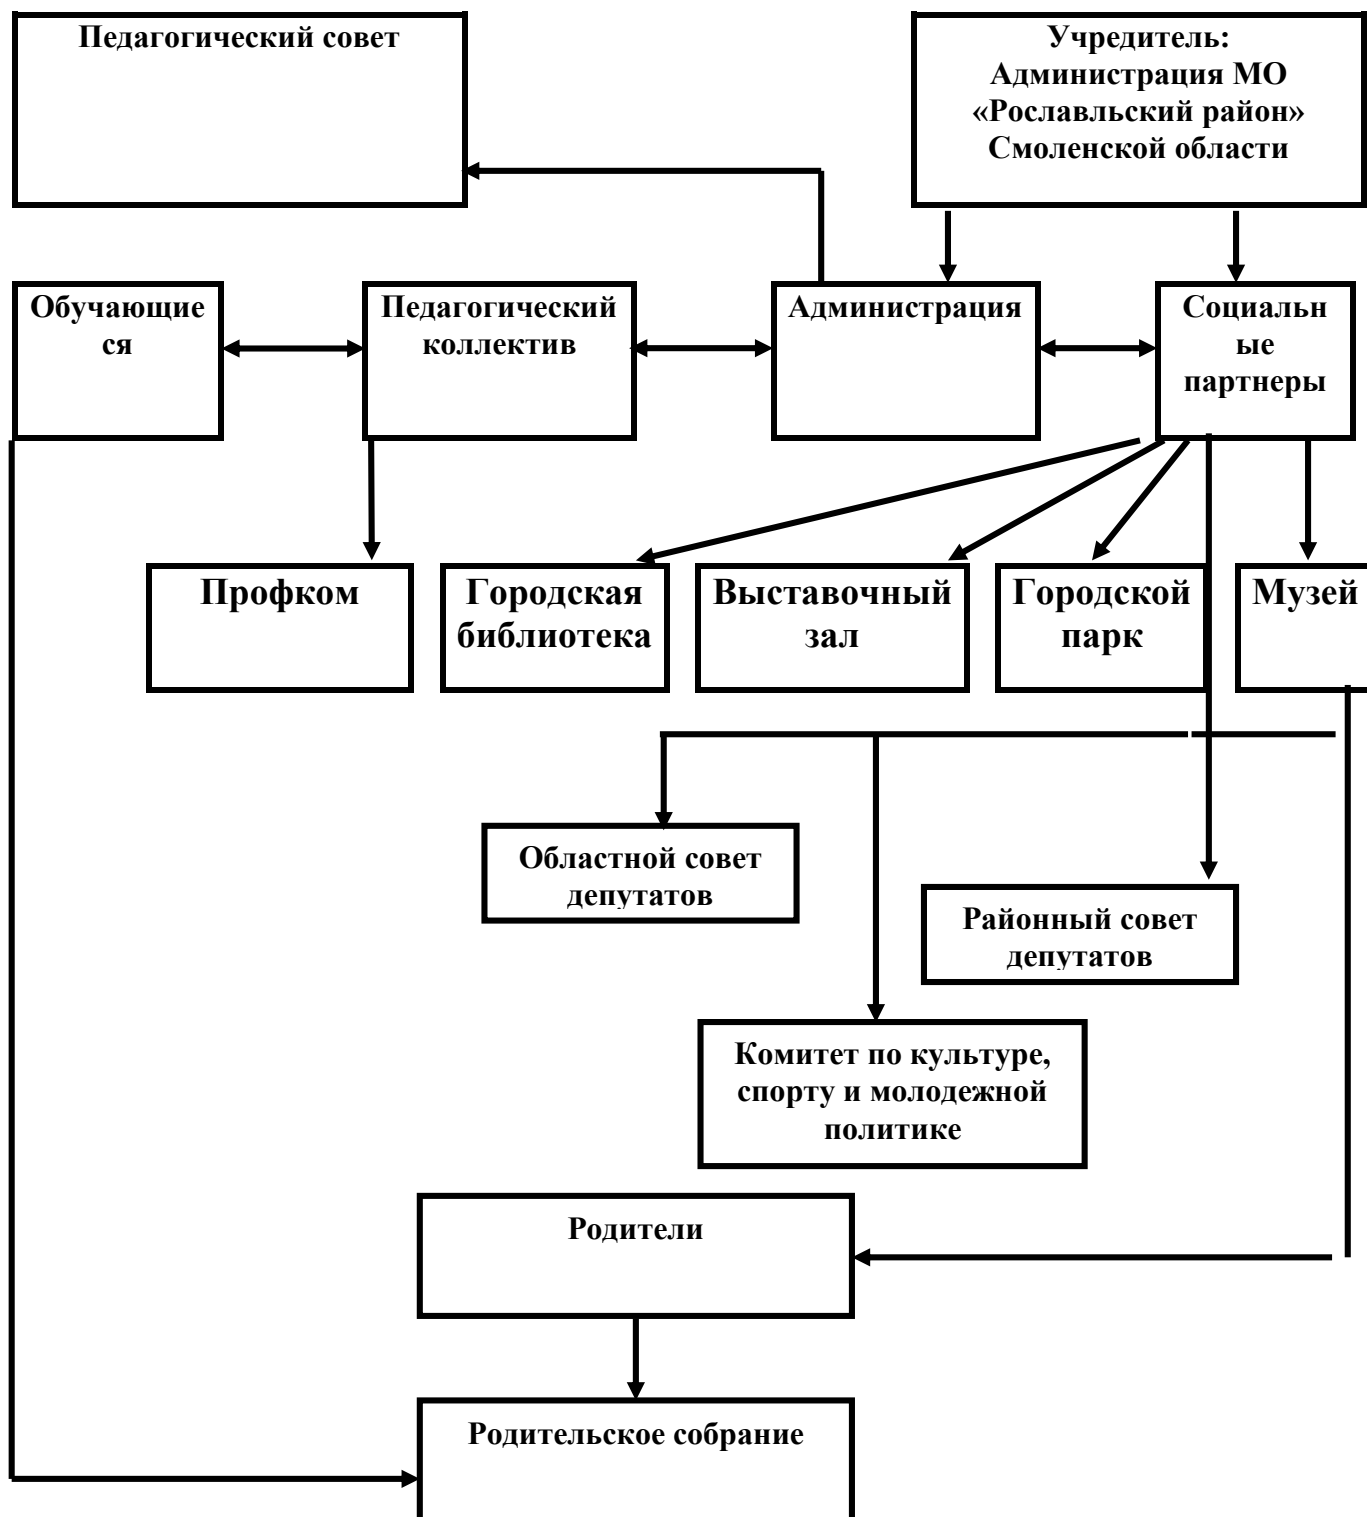 Педагогический совет
Учредитель:
Администрация МО
«Рославльский район»
Смоленской области
Обучающие
ся
Педагогический
коллектив
Администрация
Социальн
ые
партнеры
Профком
Городская
библиотека
Выставочный
зал
Городской
парк
Музей
Областной совет
депутатов
Районный совет
депутатов
Комитет по культуре,
спорту и молодежной
политике
Родители
Родительское собрание